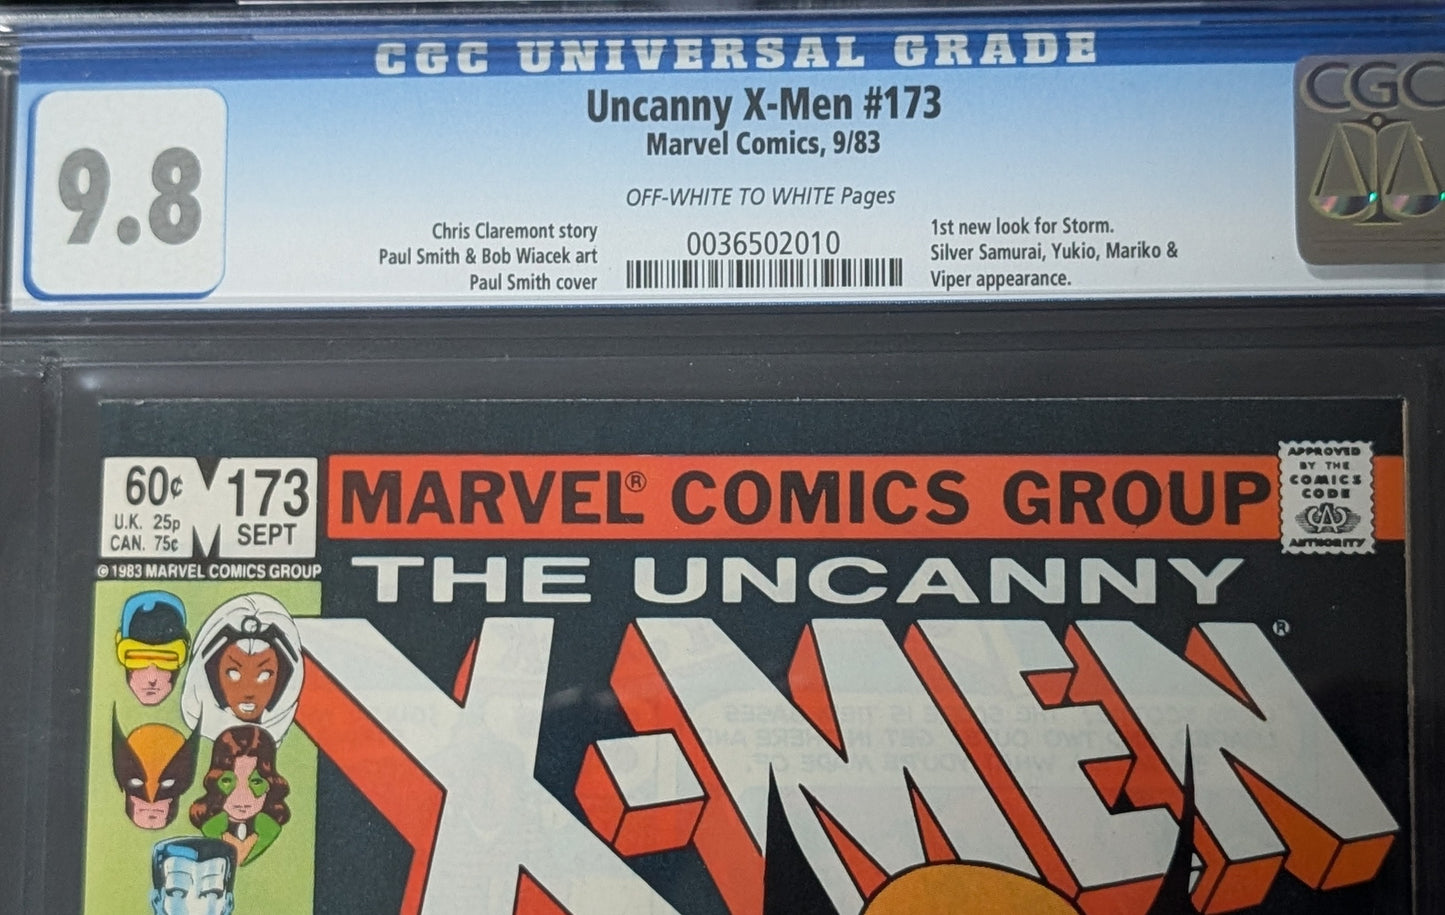 CGC UNIVERSAL GRADE
9.8
Uncanny X-Men #173
Marvel Comics, 9/83
OFF-WHITE TO WHITE Pages
Chris Claremont story
Paul Smith & Bob Wiacek art
Paul Smith cover
0036502010
1st new look for Storm.
Silver Samurai, Yukio, Mariko &
Viper appearance.
CGC
60¢
U.K. 25p
CAN. 75¢
M
173
SEPT
© 1983 MARVEL COMICS GROUP
MARVEL® COMICS GROUP
APPROVED
BY THE
COMICS
CODE
CA
AUTHORITY
THE UNCANNY
X-MEN®